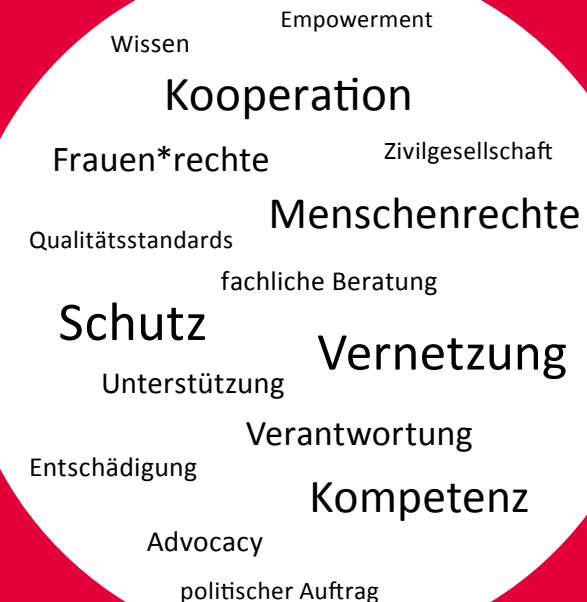 Empowerment
Wissen
Kooperation
Zivilgesellschaft
Frauen*rechte
Menschenrechte
Qualitätsstandards
fachliche Beratung
Schutz
Vernetzung
Unterstützung
Verantwortung
Entschädigung
Kompetenz
Advocacy
politischer Auftrag